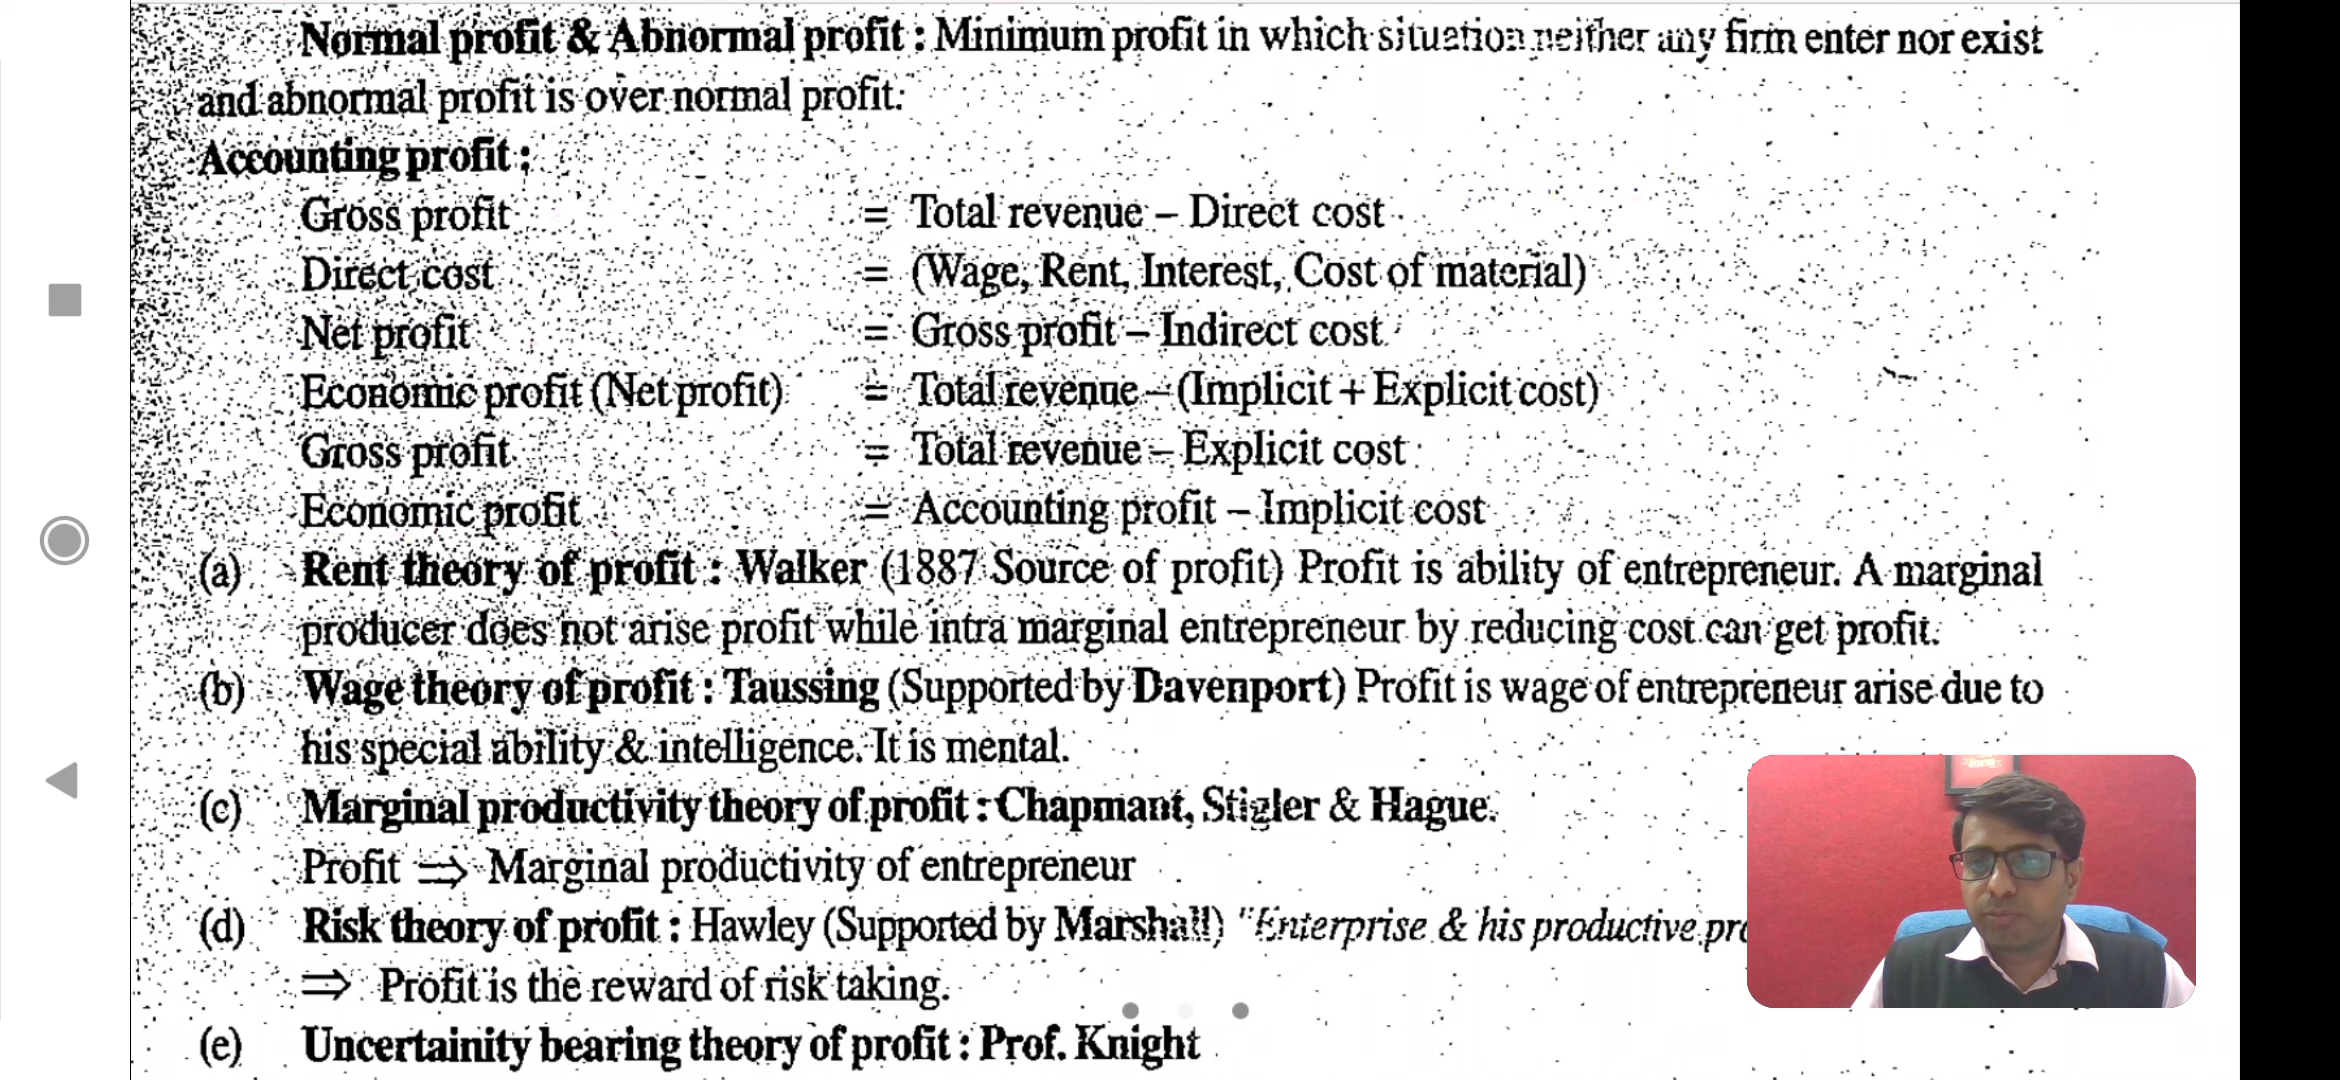 Normal profit & Abnormal profit : Minimum profit in which situation neither any firm enter nor exist
and abnormal profit is over normal profit.
Accounting profit :
Gross profit = Total revenue – Direct cost
Direct cost = (Wage, Rent, Interest, Cost of material)
Net profit = Gross profit – Indirect cost
Economic profit (Net profit) = Total revenue – (Implicit + Explicit cost)
Gross profit = Total revenue – Explicit cost
Economic profit = Accounting profit – Implicit cost
(a) Rent theory of profit : Walker (1887 Source of profit) Profit is ability of entrepreneur. A marginal
producer does not arise profit while intra marginal entrepreneur by reducing cost can get profit.
(b) Wage theory of profit : Taussing (Supported by Davenport) Profit is wage of entrepreneur arise due to
his special ability & intelligence. It is mental.
(c) Marginal productivity theory of profit : Chapmant, Stigler & Hague.
Profit ⇒ Marginal productivity of entrepreneur
(d) Risk theory of profit : Hawley (Supported by Marshall) "Enterprise & his productive
⇒ Profit is the reward of risk taking.
(e) Uncertainity bearing theory of profit : Prof. Knight